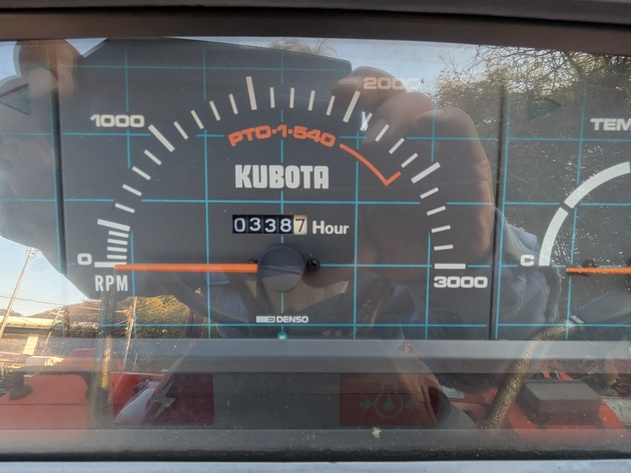 2000
1000
TEM
PTO-1-540
KUBOTA
03387 Hour
0
C
RPM
3000
DENSO